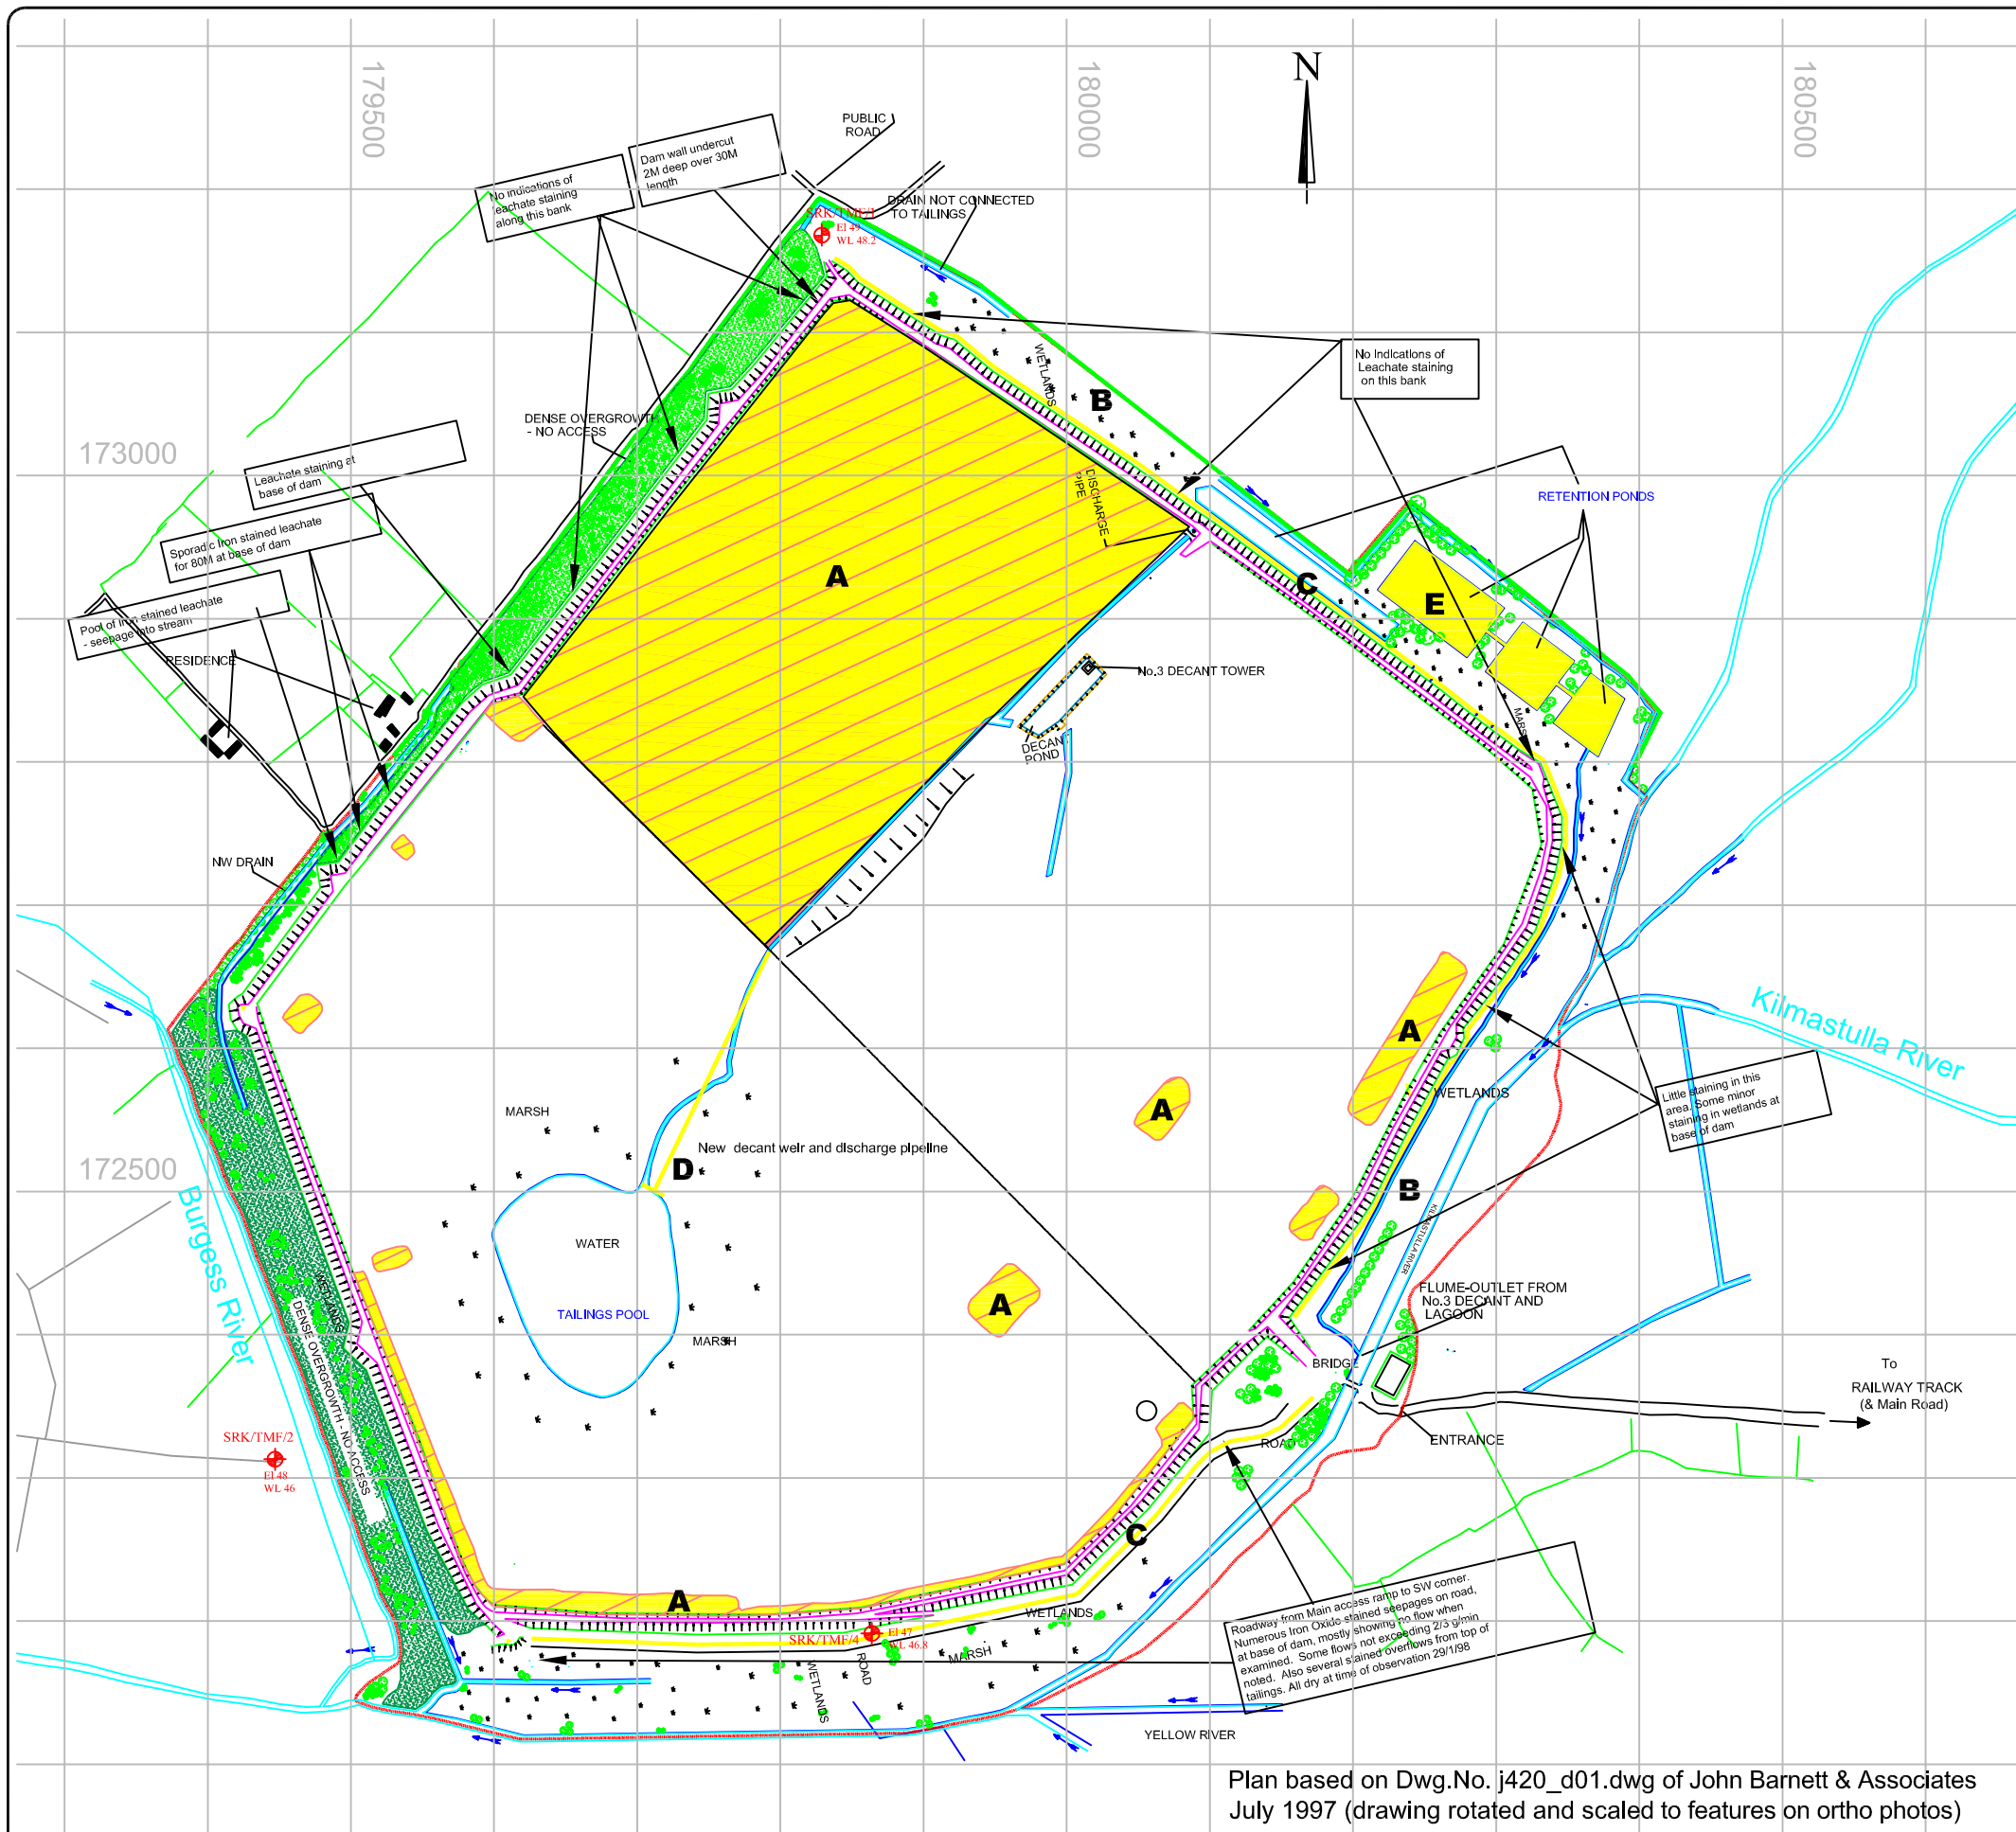 N
179500
180000
180500
PUBLIC
ROAD
Dam wall undercut
2M deep over 30M
length
No indications of
leachate staining
along this bank
DRAIN NOT CONNECTED
TO TAILINGS
SRK/TMF/1
El 49
WL 48.2
WETLANDS
B
No Indications of
Leachate staining
on this bank
DENSE OVERGROWTH
- NO ACCESS
173000
Leachate staining at
base of dam
DISCHARGE
PIPE
RETENTION PONDS
Sporadic Iron stained leachate
for 80M at base of dam
A
C
E
Pool of Iron stained leachate
- seepage into stream
RESIDENCE
No.3 DECANT TOWER
MARSH
DECANT
POND
NW DRAIN
Kilmastulla River
A
WETLANDS
Little staining in this
area. Some minor
staining in wetlands at
base of dam
MARSH
A
New decant weir and discharge pipeline
D
172500
B
Burgess River
WATER
KILMASTULLA RIVER
WETLANDS
FLUME-OUTLET FROM
No.3 DECANT AND
LAGOON
A
TAILINGS POOL
MARSH
DENSE OVERGROWTH - NO ACCESS
BRIDGE
To
RAILWAY TRACK
(& Main Road)
SRK/TMF/2
El 48
WL 46
ROAD
ENTRANCE
C
A
WETLANDS
Roadway from Main access ramp to SW corner.
Numerous Iron Oxide stained seepages on road,
at base of dam, mostly showing no flow when
examined. Some flows not exceeding 2/3 g/min
noted. Also several stained overflows from top of
tailings. All dry at time of observation 29/1/98
SRK/TMF/4
El 47
WL 46.8
MARSH
ROAD
WETLANDS
YELLOW RIVER
Plan based on Dwg.No. j420_d01.dwg of John Barnett & Associates
July 1997 (drawing rotated and scaled to features on ortho photos)